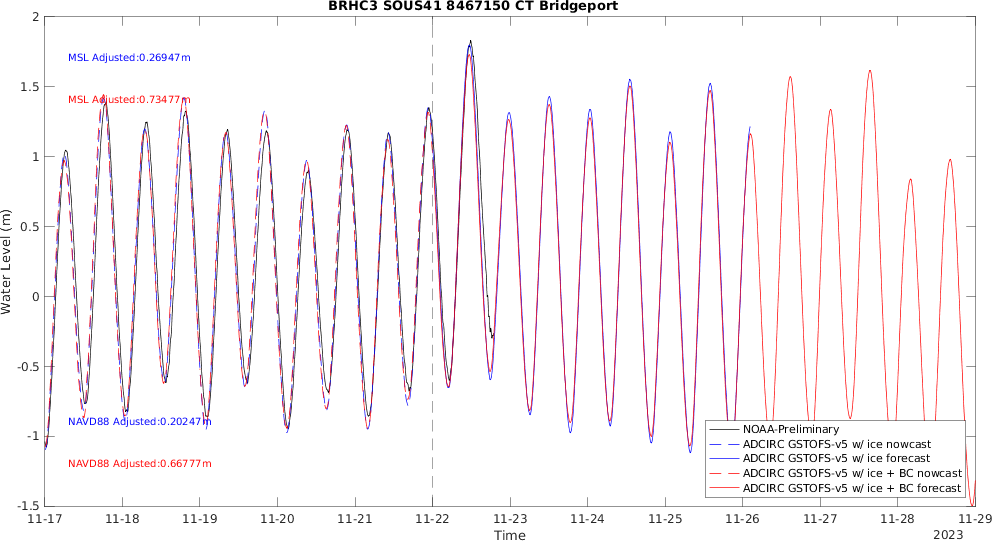 BRHC3 SOUS41 8467150 CT Bridgeport
Water Level (m)
2
1.5
1
0.5
0
-0.5
-1
-1.5
MSL Adjusted:0.26947m
MSL Adjusted:0.73477m
NAVD88 Adjusted:0.20247m
NAVD88 Adjusted:0.66777m
NOAA-Preliminary
ADCIRC GSTOFS-v5 w/ ice nowcast
ADCIRC GSTOFS-v5 w/ ice forecast
ADCIRC GSTOFS-v5 w/ ice + BC nowcast
ADCIRC GSTOFS-v5 w/ ice + BC forecast
11-17 11-18 11-19 11-20 11-21 11-22 11-23 11-24 11-25 11-26 11-27 11-28 11-29
Time
2023